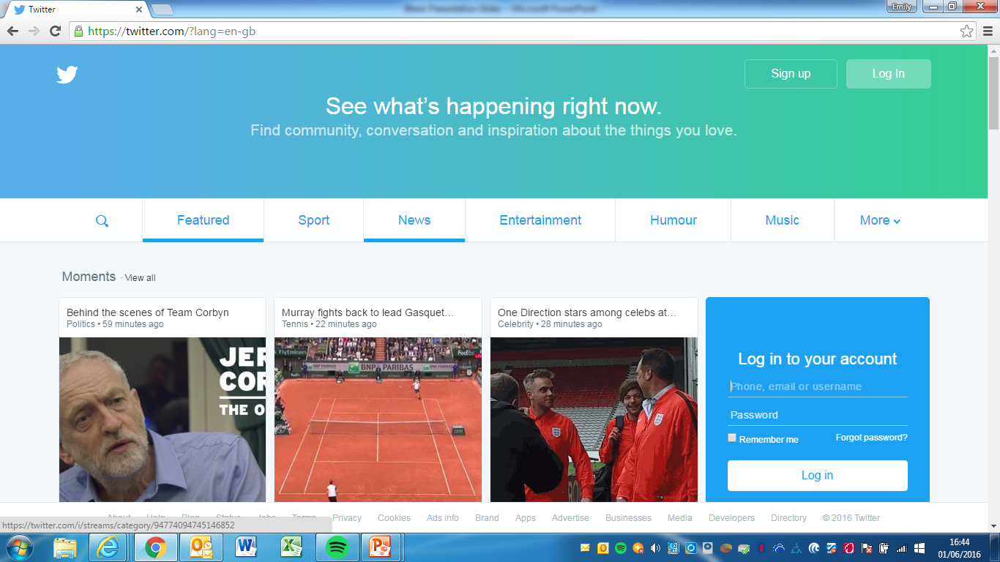 Twitter
Blank Presentation Slides - Microsoft PowerPoint
Emily
https://twitter.com/?lang=en-gb
Sign up
Log In
See what's happening right now.
Find community, conversation and inspiration about the things you love.
Featured
Sport
News
Entertainment
Humour
Music
More
Moments · View all
Behind the scenes of Team Corbyn
Politics • 59 minutes ago
JER
COR
THE O
Murray fights back to lead Gasquet…
Tennis • 22 minutes ago
Fly Emirates
BNP PARIBAS
FedEx
IBM
One Direction stars among celebs at…
Celebrity • 28 minutes ago
Log in to your account
Phone, email or username
Password
Remember me
Forgot password?
Log in
About Help Blog Status Jobs Terms Privacy Cookies Ads info Brand Apps Advertise Businesses Media Developers Directory © 2016 Twitter
https://twitter.com/i/streams/category/94774094745146852
16:44
01/06/2016